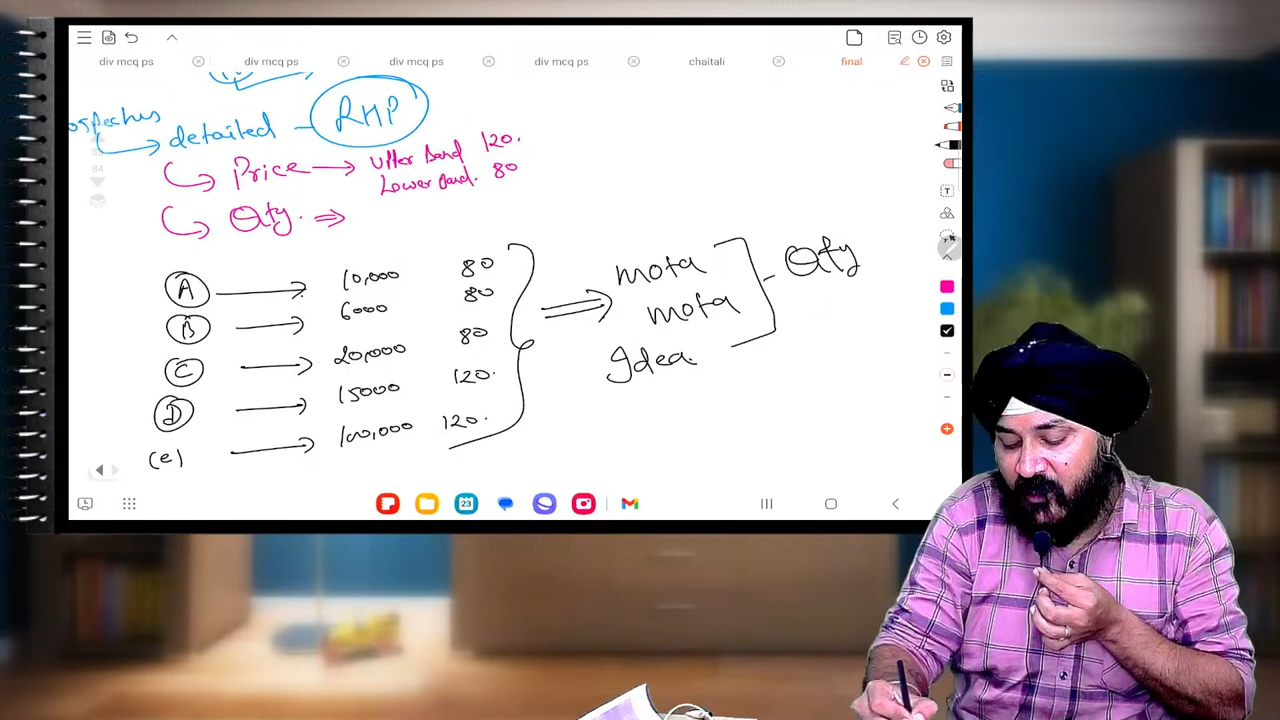 div mcq ps div mcq ps div mcq ps div mcq ps chaitali final
ospectus
detailed - RHP
Price → Upper Band 120.
Lower Band. 80
Qty. ⇒
84
A → 10,000 80
B → 6000 80
C → 20,000 80
D → 15000 120.
(e) → 100,000 120.
⇒ mota
mota
Idea.
- Qty
T
23